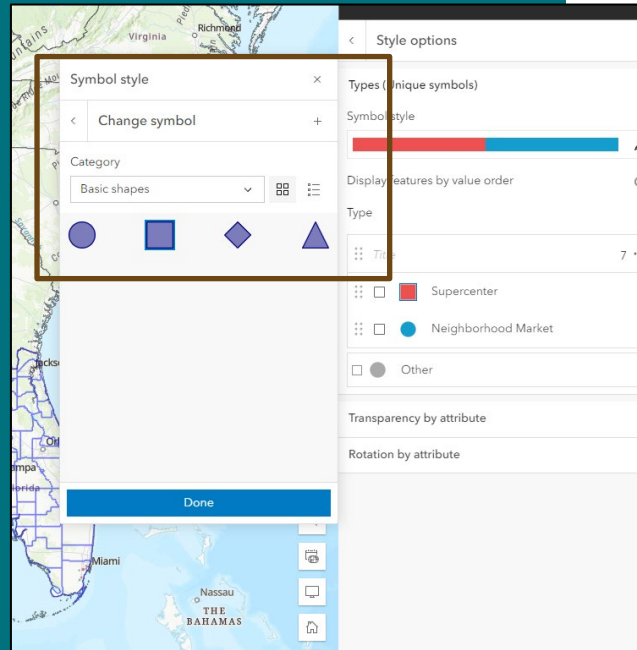 Virginia
Richmond
Symbol style
Change symbol
Category
Basic shapes
Done
Miami
Nassau
THE
BAHAMAS
Style options
Types (Unique symbols)
Symbol style
Display features by value order
Type
Title
7
Supercenter
Neighborhood Market
Other
Transparency by attribute
Rotation by attribute